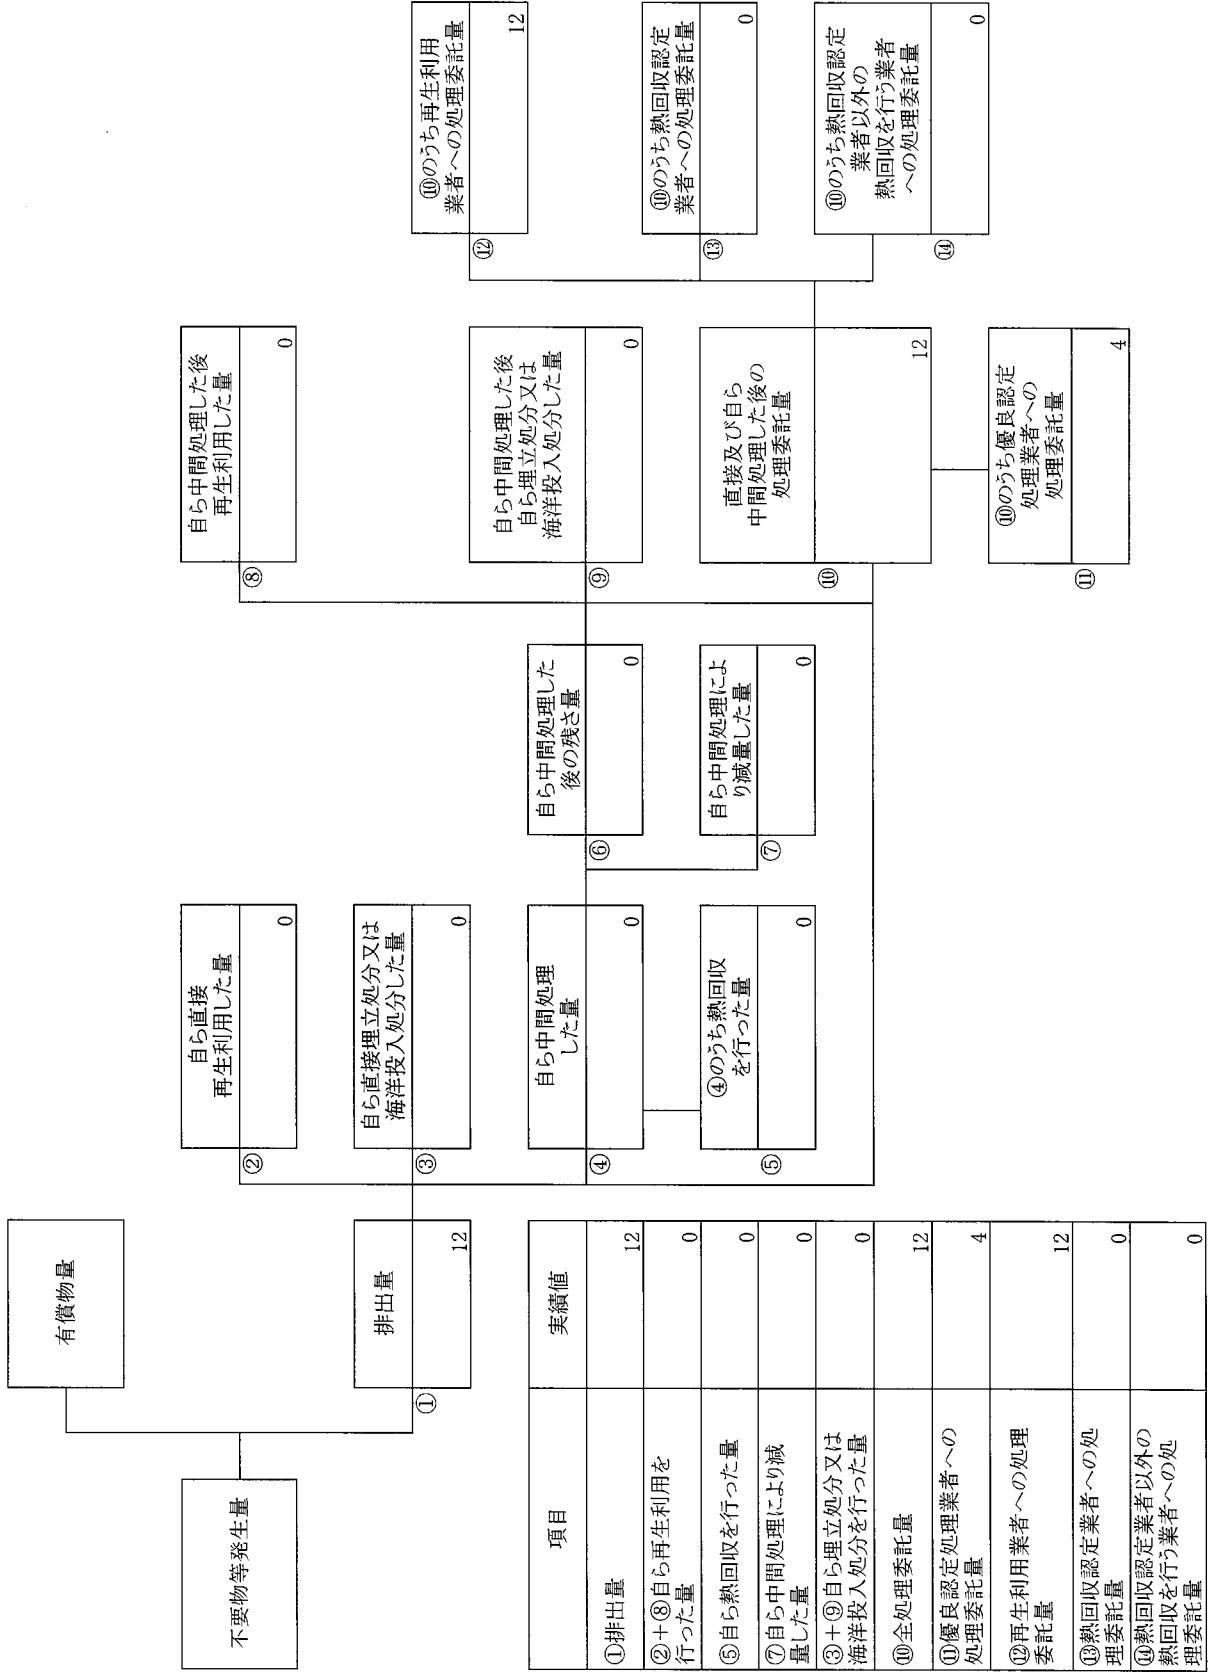 不要物等発生量
有償物量
①
排出量
12
②
自ら直接
再生利用した量
0
③
自ら直接埋立処分又は
海洋投入処分した量
0
④
自ら中間処理
した量
0
⑤
④のうち熱回収
を行った量
0
⑥
自ら中間処理した
後の残さ量
0
⑦
自ら中間処理によ
り減量した量
0
⑧
自ら中間処理した後
再生利用した量
0
⑨
自ら中間処理した後
自ら埋立処分又は
海洋投入処分した量
0
⑩
直接及び自ら
中間処理した後の
処理委託量
12
⑪
⑩のうち優良認定
処理業者への
処理委託量
4
⑫
⑩のうち再生利用
業者への処理委託量
12
⑬
⑩のうち熱回収認定
業者への処理委託量
0
⑭
⑩のうち熱回収認定
業者以外の
熱回収を行う業者
への処理委託量
0
項目 実績値
①排出量 12
②+⑧自ら再生利用を
行った量 0
⑤自ら熱回収を行った量 0
⑦自ら中間処理により減
量した量 0
③+⑨自ら埋立処分又は
海洋投入処分を行った量 0
⑩全処理委託量 12
⑪優良認定処理業者への
処理委託量 4
⑫再生利用業者への処理
委託量 12
⑬熱回収認定業者への処
理委託量 0
⑭熱回収認定業者以外の
熱回収を行う業者への処
理委託量 0